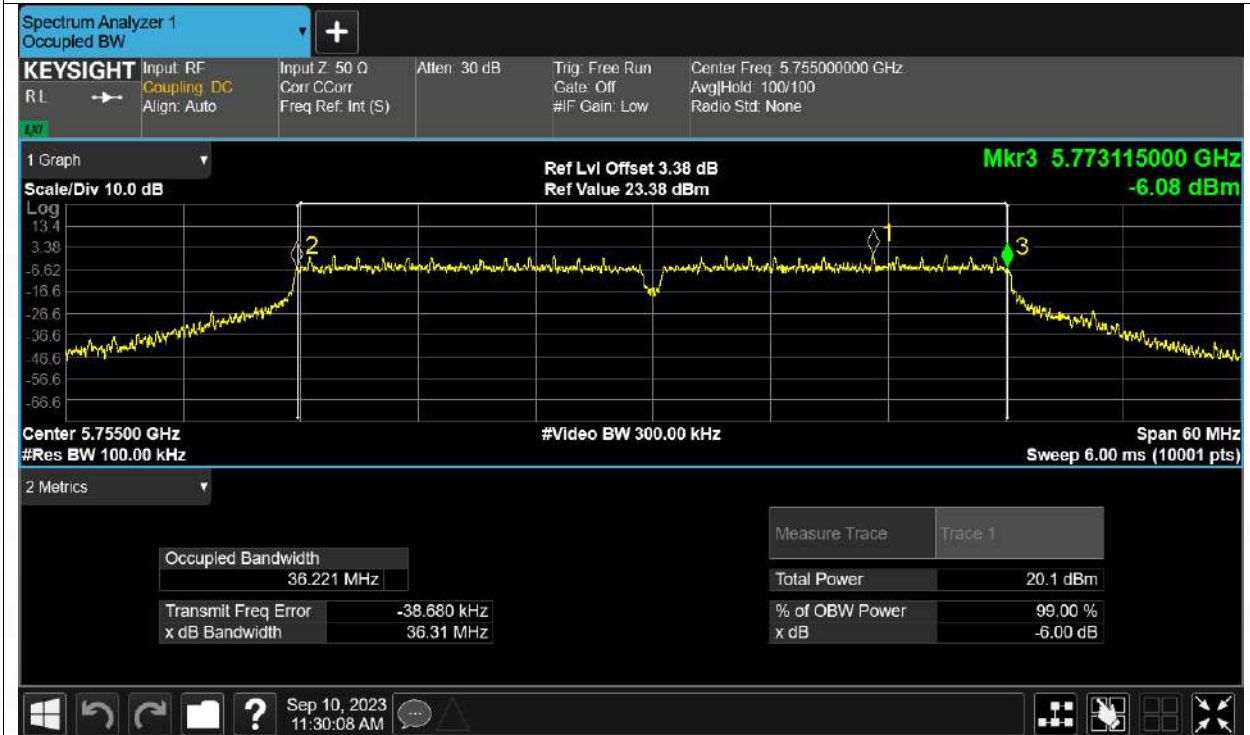 Spectrum Analyzer 1
Occupied BW
+
KEYSIGHT
RL
LXI
Input: RF
Coupling: DC
Align: Auto
Input Z: 50 Ω
Corr CCorr
Freq Ref: Int (S)
Atten: 30 dB
Trig: Free Run
Gate: Off
#IF Gain: Low
Center Freq: 5.755000000 GHz
Avg|Hold: 100/100
Radio Std: None
1 Graph
Scale/Div 10.0 dB
Ref Lvl Offset 3.38 dB
Ref Value 23.38 dBm
Mkr3 5.773115000 GHz
-6.08 dBm
Log
13.4
3.38
-6.62
-16.6
-26.6
-36.6
-46.6
-56.6
-66.6
2
1
3
Center 5.75500 GHz
#Res BW 100.00 kHz
#Video BW 300.00 kHz
Span 60 MHz
Sweep 6.00 ms (10001 pts)
2 Metrics
Measure Trace Trace 1
Occupied Bandwidth
36.221 MHz
Total Power 20.1 dBm
Transmit Freq Error -38.680 kHz
% of OBW Power 99.00 %
x dB Bandwidth 36.31 MHz
x dB -6.00 dB
?
Sep 10, 2023
11:30:08 AM